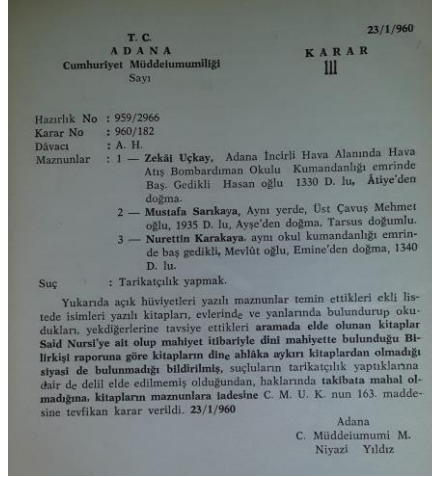 23/1/960
T. C.
ADANA
Cumhuriyet Müddeiumumiliği
Sayı
KARAR
III
Hazırlık No : 959/2966
Karar No : 960/182
Dâvacı : A. H.
Maznunlar : 1 — Zekâi Uçkay, Adana İncirli Hava Alanında Hava
Atış Bombardıman Okulu Kumandanlığı emrinde
Baş. Gedikli Hasan oğlu 1330 D. lu, Âtiye'den
doğma.
2 — Mustafa Sarıkaya, Aynı yerde, Üst Çavuş Mehmet
oğlu, 1935 D. lu, Ayşe'den doğma. Tarsus doğumlu.
3 — Nurettin Karakaya. aynı okul kumandanlığı emrin-
de baş gedikli, Mevlût oğlu, Emine'den doğma, 1340
D. lu.
Suç : Tarikatçılık yapmak.
Yukarıda açık hüviyetleri yazılı maznunlar temin ettikleri ekli lis-
tede isimleri yazılı kitapları, evlerinde ve yanlarında bulundurup oku-
dukları, yekdiğerlerine tavsiye ettikleri aramada elde olunan kitaplar
Said Nursi'ye ait olup mahiyet itibariyle dinî mahiyette bulunduğu Bi-
lirkişi raporuna göre kitapların dine ahlâka aykırı kitaplardan olmadığı
siyasî de bulunmadığı bildirilmiş, suçluların tarikatçılık yaptıklarına
dair de delil elde edilmemiş olduğundan, haklarında takibata mahal ol-
madığına, kitapların maznunlara iadesine C. M. U. K. nun 163. madde-
sine tevfikan karar verildi. 23/1/960
Adana
C. Müddeiumumi M.
Niyazi Yıldız